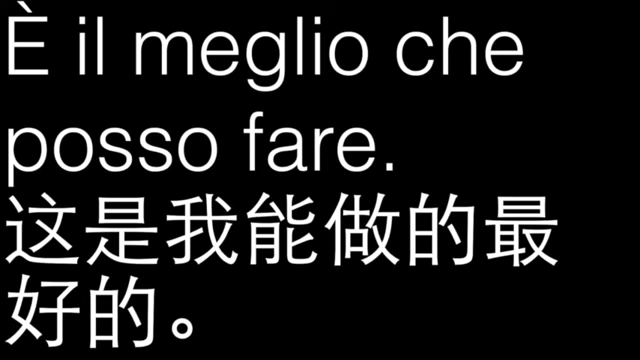 È il meglio che
posso fare.
这是我能做的最
好的。